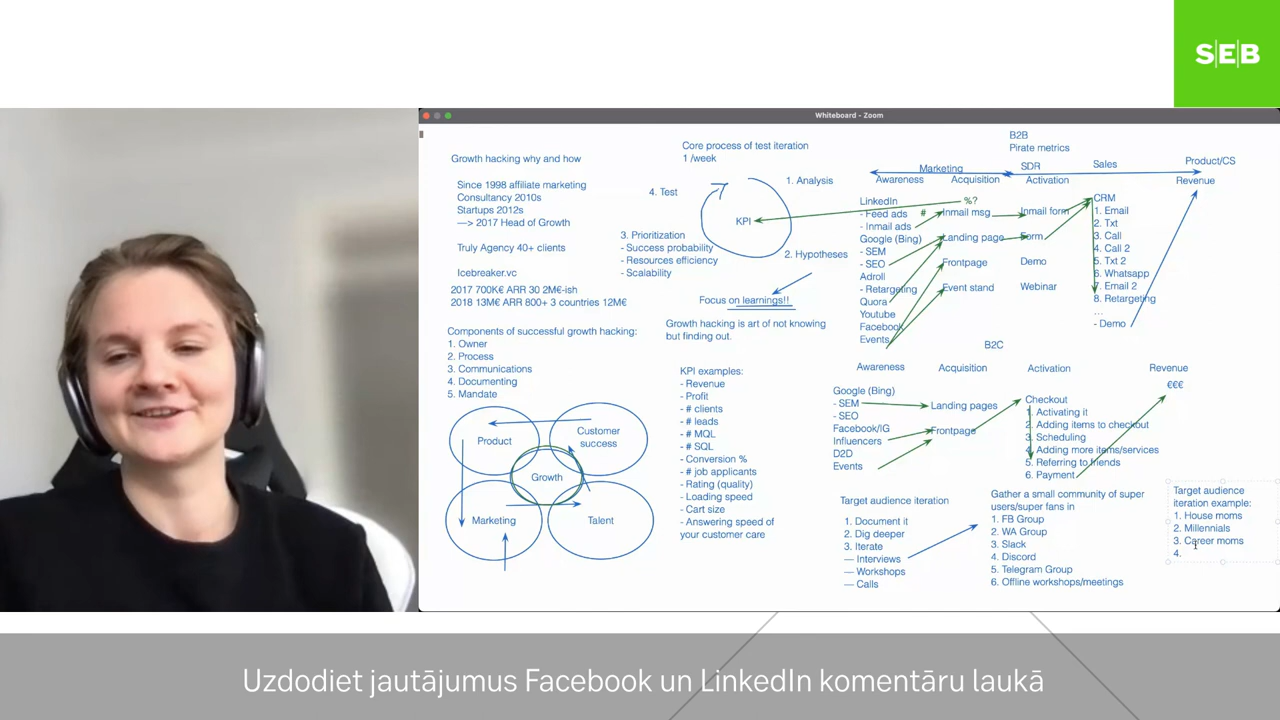 S|E|B
Whiteboard - Zoom
Growth hacking why and how
Since 1998 affiliate marketing
Consultancy 2010s
Startups 2012s
—> 2017 Head of Growth
Truly Agency 40+ clients
Icebreaker.vc
2017 700K€ ARR 30 2M€-ish
2018 13M€ ARR 800+ 3 countries 12M€
Components of successful growth hacking:
1. Owner
2. Process
3. Communications
4. Documenting
5. Mandate
Product
Customer
success
Growth
Marketing
Talent
Core process of test iteration
1 /week
1. Analysis
4. Test
KPI
3. Prioritization
- Success probability
- Resources efficiency
- Scalability
2. Hypotheses
Focus on learnings!!
Growth hacking is art of not knowing
but finding out.
KPI examples:
- Revenue
- Profit
- # clients
- # leads
- # MQL
- # SQL
- Conversion %
- # job applicants
- Rating (quality)
- Loading speed
- Cart size
- Answering speed of
your customer care
B2B
Pirate metrics
Marketing
SDR
Sales
Product/CS
Awareness
Acquisition
Activation
Revenue
LinkedIn
- Feed ads
- Inmail ads
Google (Bing)
- SEM
- SEO
Adroll
- Retargeting
Quora
Youtube
Facebook
Events
%?
#
Inmail msg
Landing page
Frontpage
Event stand
Inmail form
Form
Demo
Webinar
CRM
1. Email
2. Txt
3. Call
4. Call 2
5. Txt 2
6. Whatsapp
7. Email 2
8. Retargeting
...
- Demo
B2C
Awareness
Acquisition
Activation
Revenue
€€€
Google (Bing)
- SEM
- SEO
Facebook/IG
Influencers
D2D
Events
Landing pages
Frontpage
Checkout
1. Activating it
2. Adding items to checkout
3. Scheduling
4. Adding more items/services
5. Referring to friends
6. Payment
Target audience iteration
1. Document it
2. Dig deeper
3. Iterate
— Interviews
— Workshops
— Calls
Gather a small community of super
users/super fans in
1. FB Group
2. WA Group
3. Slack
4. Discord
5. Telegram Group
6. Offline workshops/meetings
Target audience
iteration example:
1. House moms
2. Millennials
3. Career moms
4.
Uzdodiet jautājumus Facebook un LinkedIn komentāru laukā